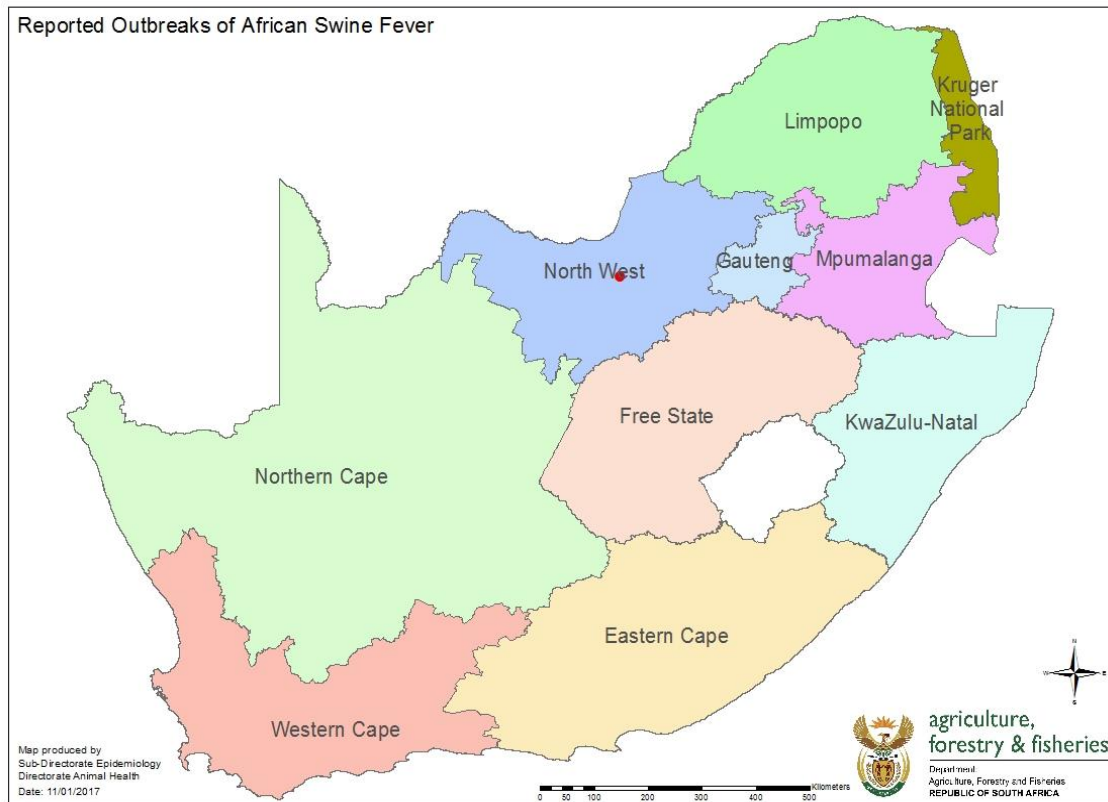 Reported Outbreaks of African Swine Fever
Kruger
National
Park
Limpopo
North West
Gauteng
Mpumalanga
Free State
KwaZulu-Natal
Northern Cape
Eastern Cape
Western Cape
N
W
E
S
Map produced by
Sub-Directorate Epidemiology
Directorate Animal Health
Date: 11/01/2017
Kilometers
0 50 100 200 300 400 500
agriculture,
forestry & fisheries
Department:
Agriculture, Forestry and Fisheries
REPUBLIC OF SOUTH AFRICA